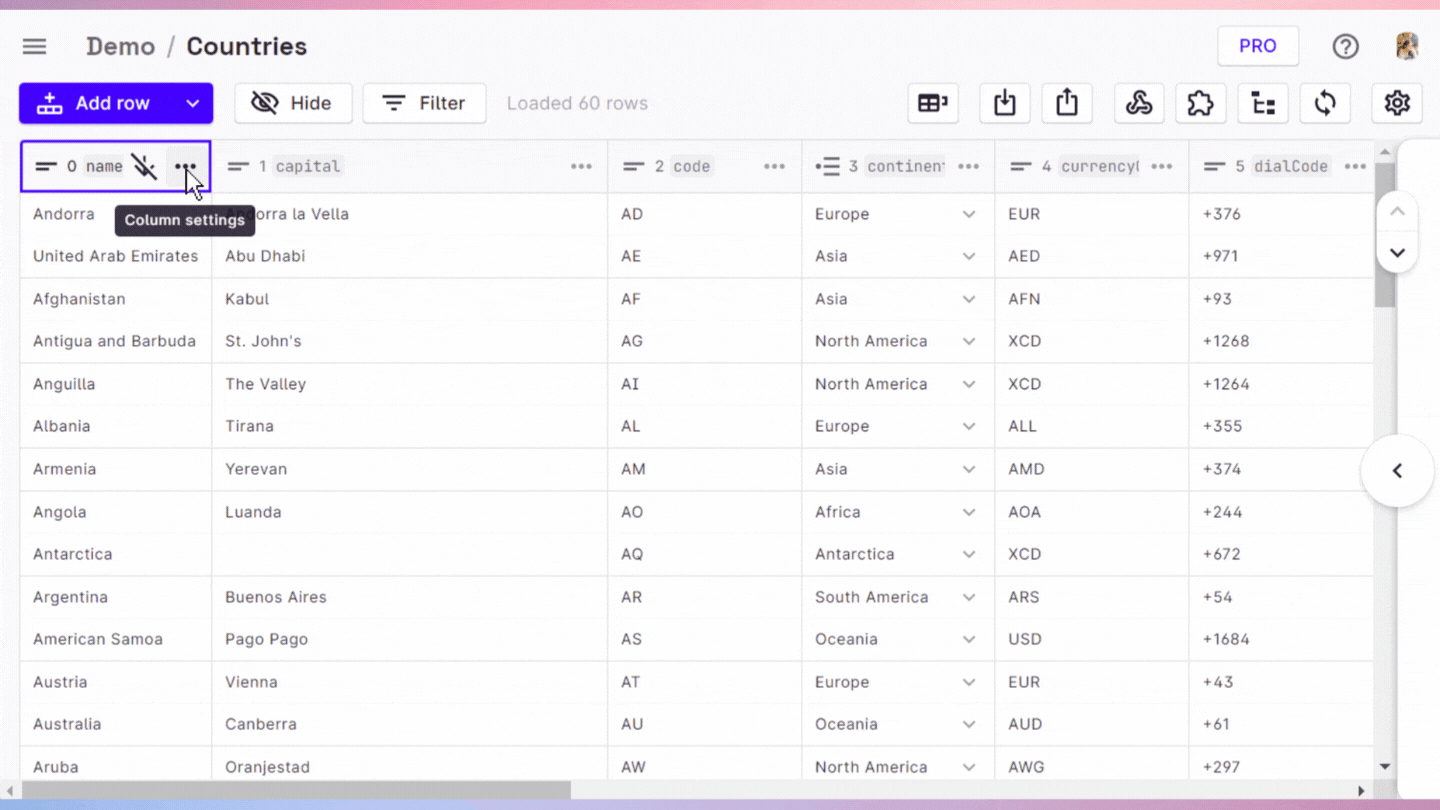 Demo / Countries
PRO
Add row Hide Filter Loaded 60 rows
0 name 1 capital 2 code 3 continen 4 currency 5 dialCode
Column settings
Andorra Andorra la Vella AD Europe EUR +376
United Arab Emirates Abu Dhabi AE Asia AED +971
Afghanistan Kabul AF Asia AFN +93
Antigua and Barbuda St. John's AG North America XCD +1268
Anguilla The Valley AI North America XCD +1264
Albania Tirana AL Europe ALL +355
Armenia Yerevan AM Asia AMD +374
Angola Luanda AO Africa AOA +244
Antarctica AQ Antarctica XCD +672
Argentina Buenos Aires AR South America ARS +54
American Samoa Pago Pago AS Oceania USD +1684
Austria Vienna AT Europe EUR +43
Australia Canberra AU Oceania AUD +61
Aruba Oranjestad AW North America AWG +297